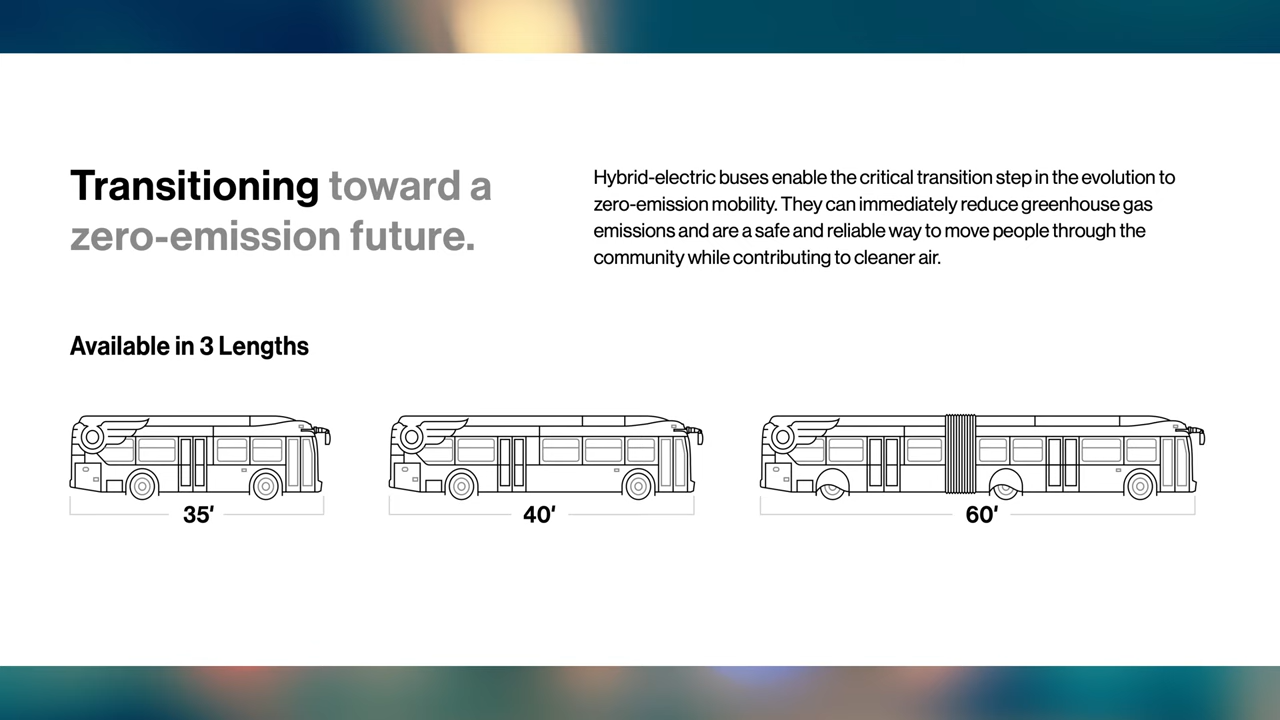 Transitioning toward a
zero-emission future.
Hybrid-electric buses enable the critical transition step in the evolution to
zero-emission mobility. They can immediately reduce greenhouse gas
emissions and are a safe and reliable way to move people through the
community while contributing to cleaner air.
Available in 3 Lengths
35′
40′
60′